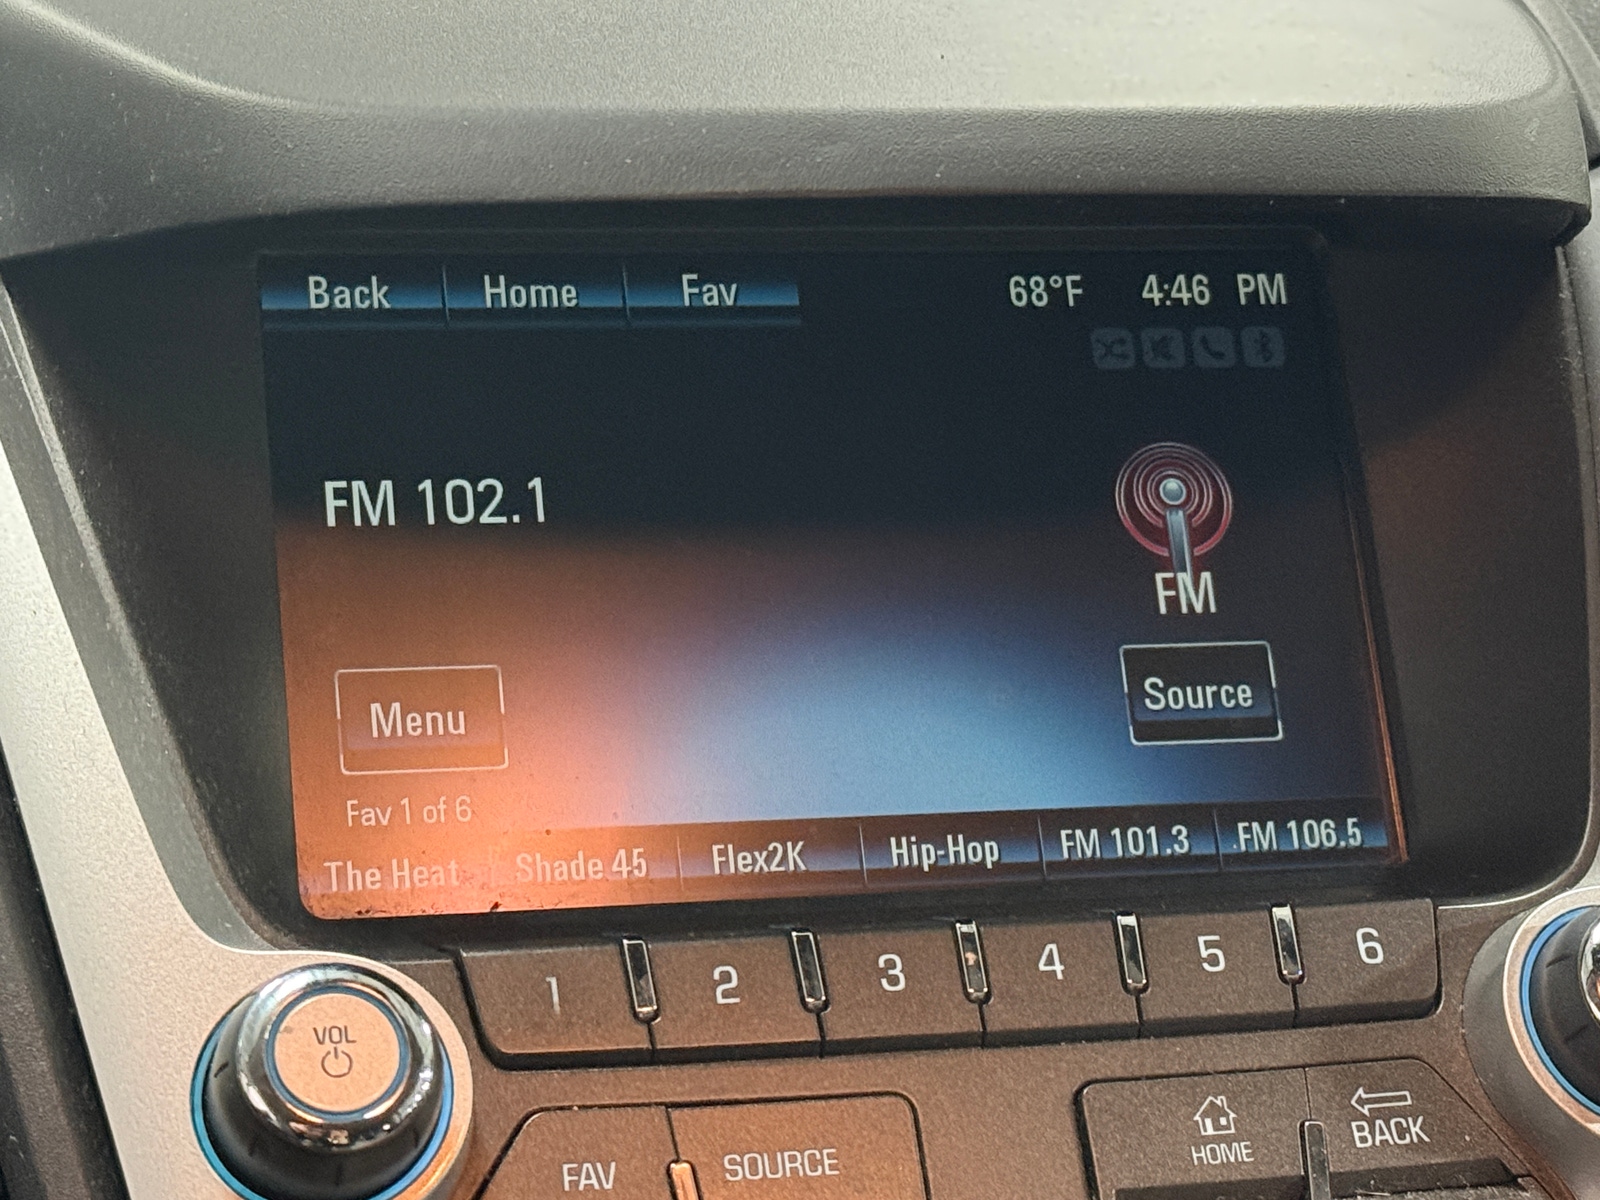 Back Home Fav 68°F 4:46 PM
FM 102.1
FM
Menu
Source
Fav 1 of 6
The Heat Shade 45 Flex2K Hip-Hop FM 101.3 FM 106.5
1 2 3 4 5 6
VOL
HOME
BACK
FAV
SOURCE